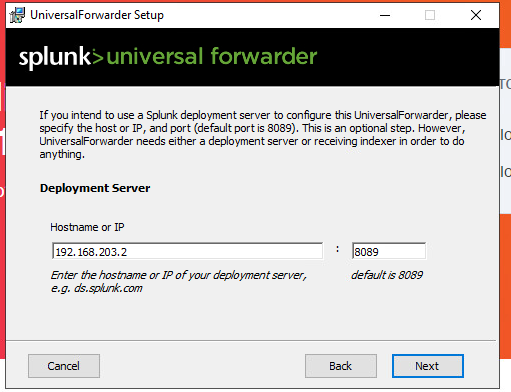 UniversalForwarder Setup
splunk> universal forwarder
If you intend to use a Splunk deployment server to configure this UniversalForwarder, please
specify the host or IP, and port (default port is 8089). This is an optional step. However,
UniversalForwarder needs either a deployment server or receiving indexer in order to do
anything.
Deployment Server
Hostname or IP
192.168.203.2 : 8089
Enter the hostname or IP of your deployment server, default is 8089
e.g. ds.splunk.com
Cancel Back Next